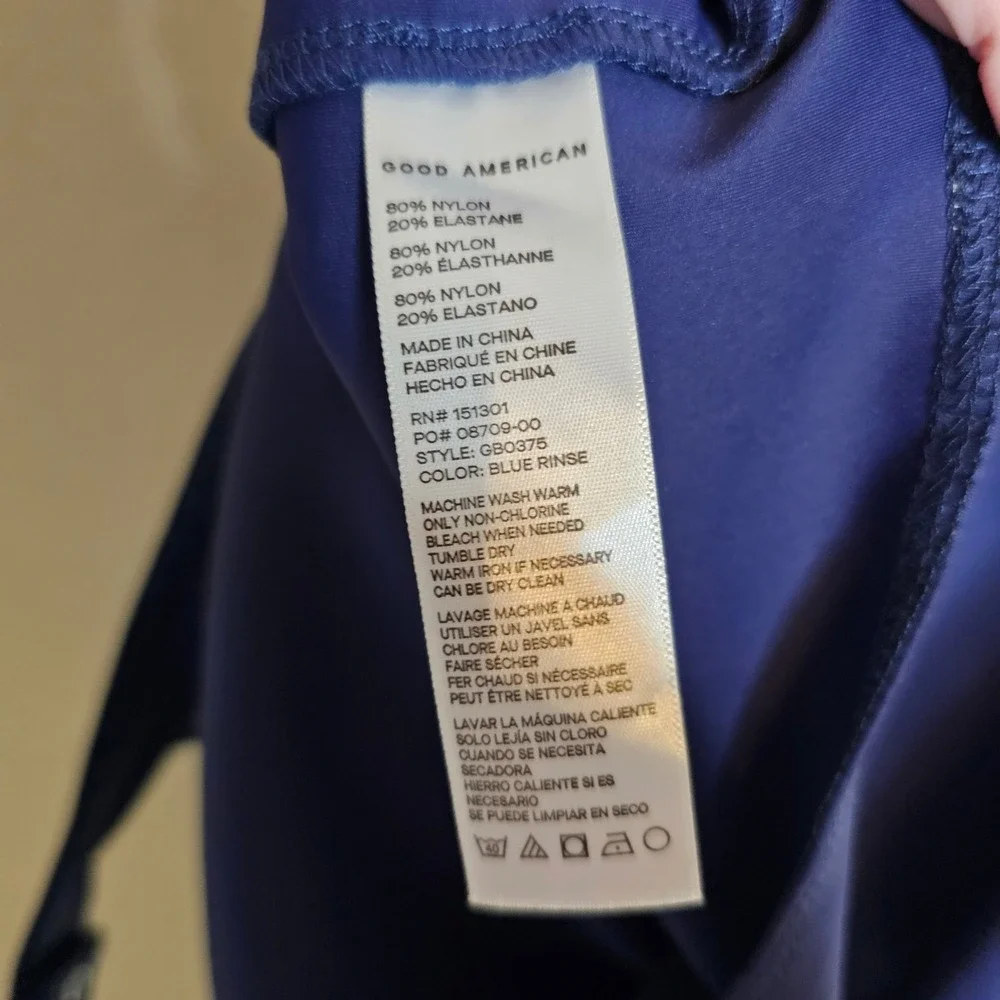 GOOD AMERICAN
80% NYLON
20% ELASTANE
80% NYLON
20% ÉLASTHANNE
80% NYLON
20% ELASTANO
MADE IN CHINA
FABRIQUÉ EN CHINE
HECHO EN CHINA
RN# 151301
PO# 08709-00
STYLE: GB0375
COLOR: BLUE RINSE
MACHINE WASH WARM
ONLY NON-CHLORINE
BLEACH WHEN NEEDED
TUMBLE DRY
WARM IRON IF NECESSARY
CAN BE DRY CLEAN
LAVAGE MACHINE A CHAUD
UTILISER UN JAVEL SANS
CHLORE AU BESOIN
FAIRE SÉCHER
FER CHAUD SI NÉCESSAIRE
PEUT ÊTRE NETTOYÉ À SEC
LAVAR LA MÁQUINA CALIENTE
SOLO LEJÍA SIN CLORO
CUANDO SE NECESITA
SECADORA
HIERRO CALIENTE SI ES
NECESARIO
SE PUEDE LIMPIAR EN SECO
40